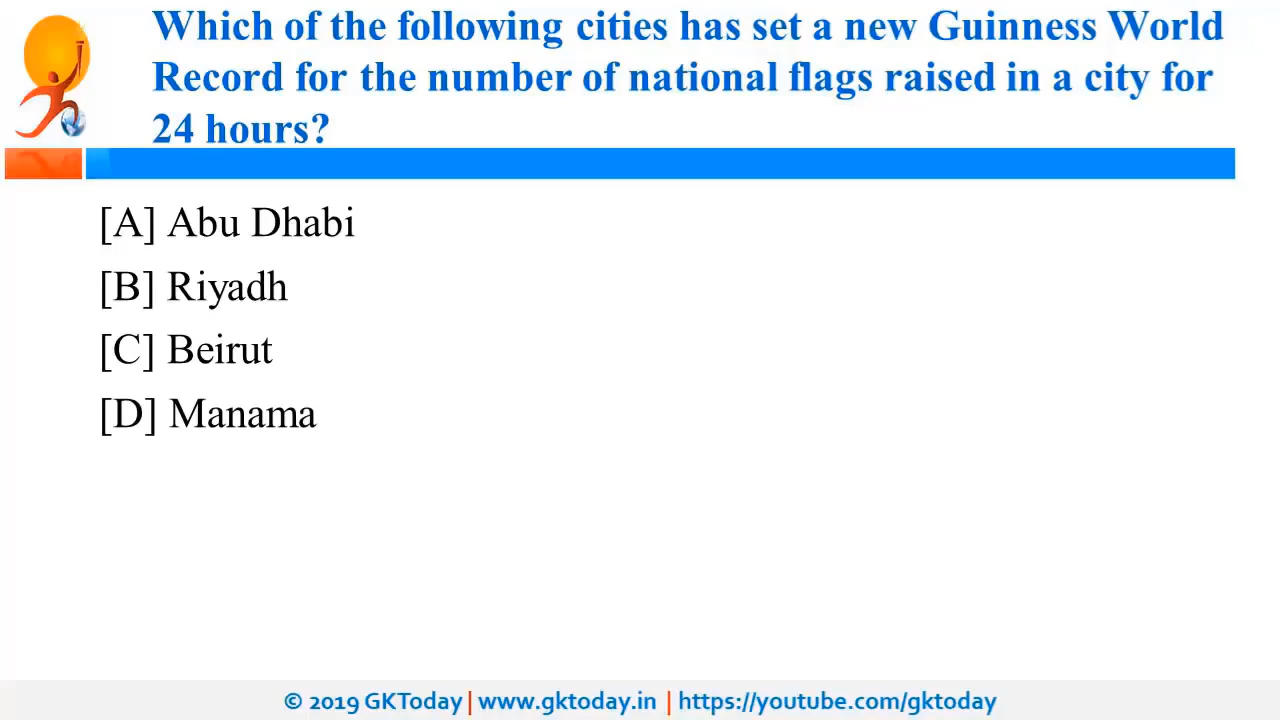 Which of the following cities has set a new Guinness World
Record for the number of national flags raised in a city for
24 hours?
[A] Abu Dhabi
[B] Riyadh
[C] Beirut
[D] Manama
© 2019 GKToday | www.gktoday.in | https://youtube.com/gktoday